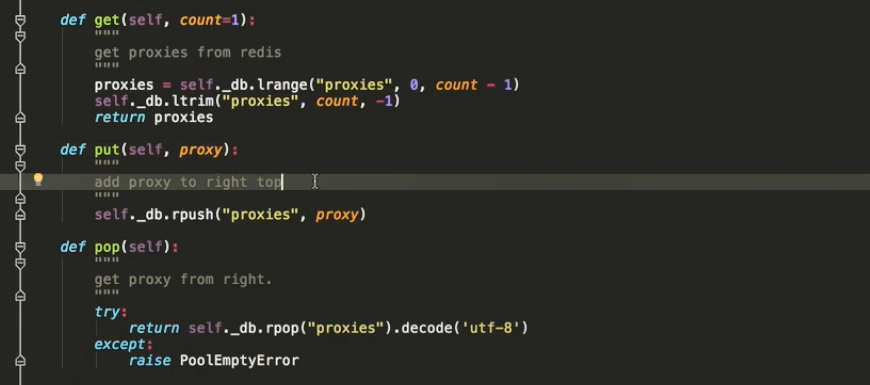 def get(self, count=1):
"""
get proxies from redis
"""
proxies = self._db.lrange("proxies", 0, count - 1)
self._db.ltrim("proxies", count, -1)
return proxies
def put(self, proxy):
"""
add proxy to right top
"""
self._db.rpush("proxies", proxy)
def pop(self):
"""
get proxy from right.
"""
try:
return self._db.rpop("proxies").decode('utf-8')
except:
raise PoolEmptyError